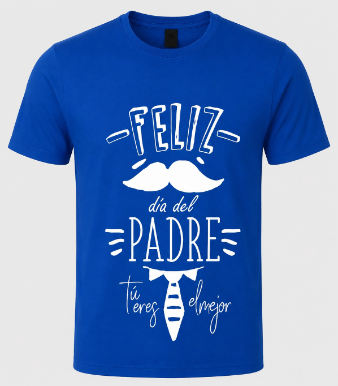 FELIZ
día del
PADRE
tú eres el mejor